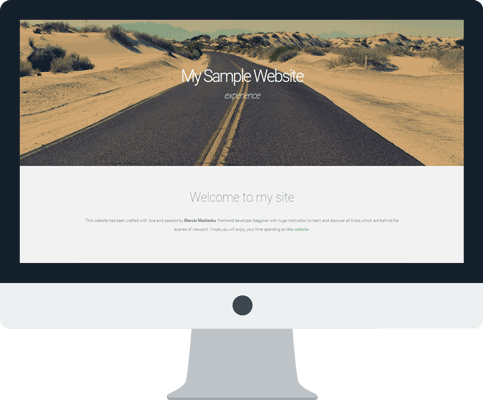 My Sample Website
experience
Welcome to my site
This website has been crafted with love and passion by Marcin Medianka, front-end developer begginer with huge motivation to learn and discover all tricks which are behind the
scenes of viewport. I hope you will enjoy your time spending on this website.